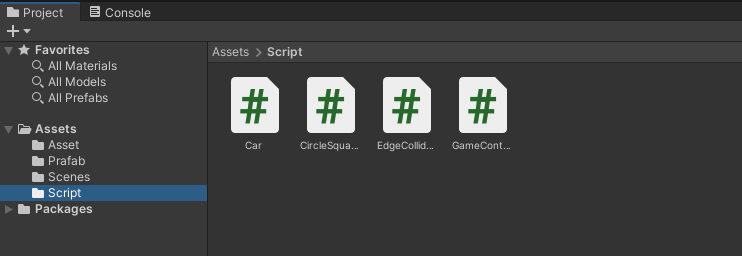 Project Console
Favorites
All Materials
All Models
All Prefabs
Assets
Asset
Prafab
Scenes
Script
Packages
Assets > Script
Car CircleSqua... EdgeCollid... GameCont...